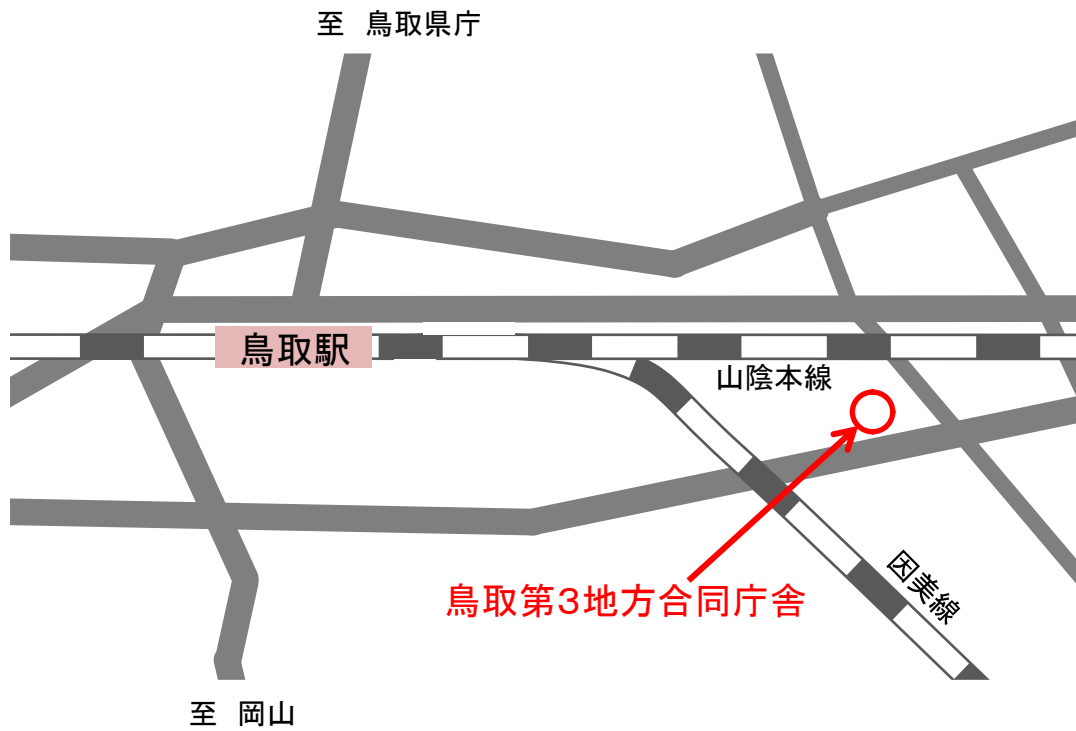 至　鳥取県庁
鳥取駅
山陰本線
因美線
鳥取第3地方合同庁舎
至　岡山